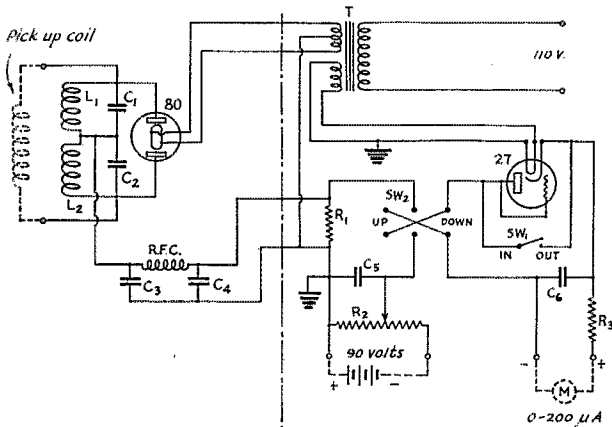 Pick up coil
T
110 V.
L1
C1
80
L2
C2
27
R.F.C.
C3
C4
R1
SW2
UP
DOWN
SW1
IN
OUT
C5
C6
R2
R3
90 volts
+
-
-
+
M
0-200 μA